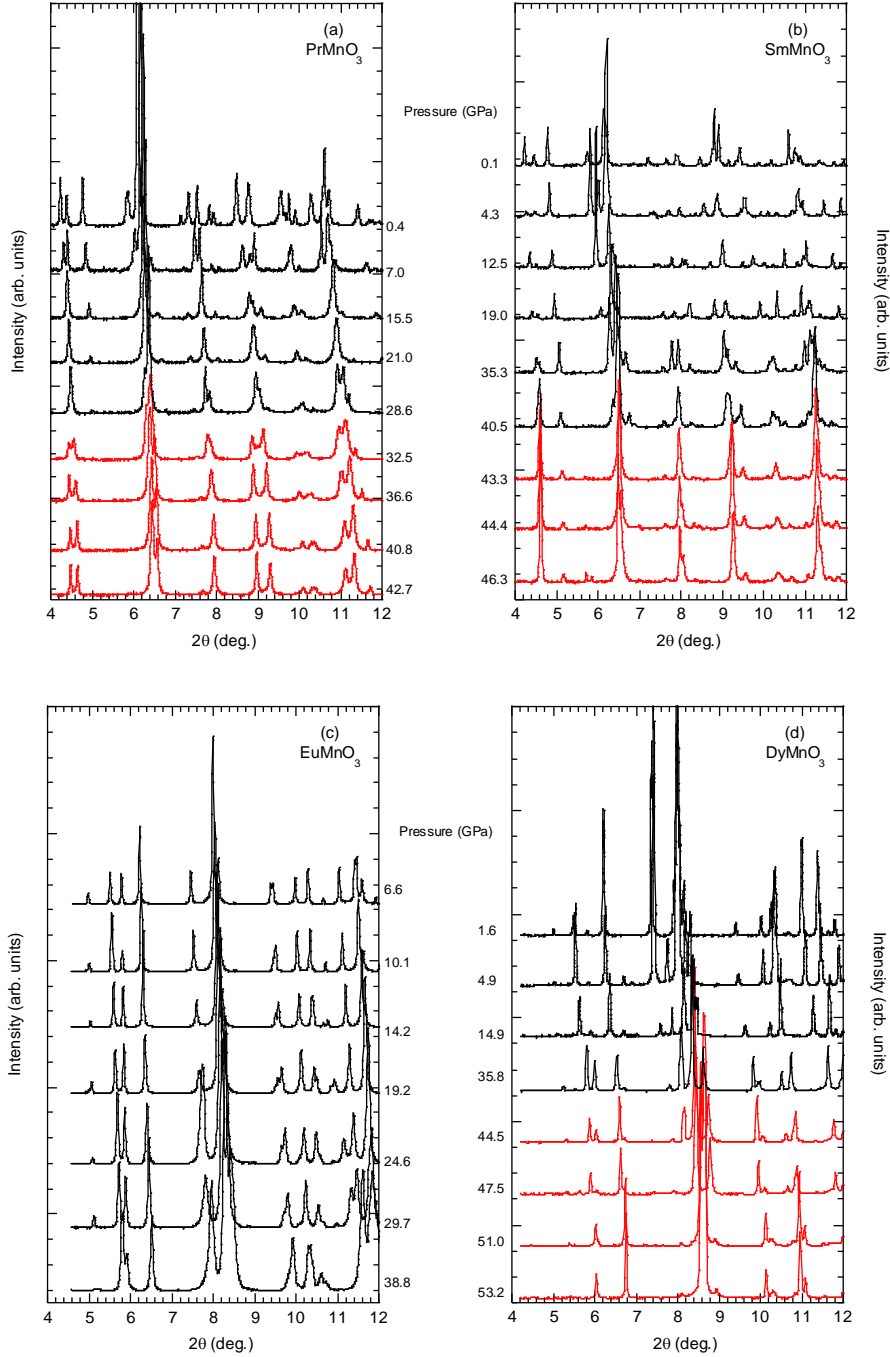 (a)
PrMnO3
(b)
SmMnO3
Pressure (GPa)
Intensity (arb. units)
Intensity (arb. units)
0.4
7.0
15.5
21.0
28.6
32.5
36.6
40.8
42.7
0.1
4.3
12.5
19.0
35.3
40.5
43.3
44.4
46.3
4 5 6 7 8 9 10 11 12
4 5 6 7 8 9 10 11 12
2θ (deg.)
2θ (deg.)
(c)
EuMnO3
(d)
DyMnO3
Pressure (GPa)
Intensity (arb. units)
Intensity (arb. units)
6.6
10.1
14.2
19.2
24.6
29.7
38.8
1.6
4.9
14.9
35.8
44.5
47.5
51.0
53.2
4 5 6 7 8 9 10 11 12
4 5 6 7 8 9 10 11 12
2θ (deg.)
2θ (deg.)